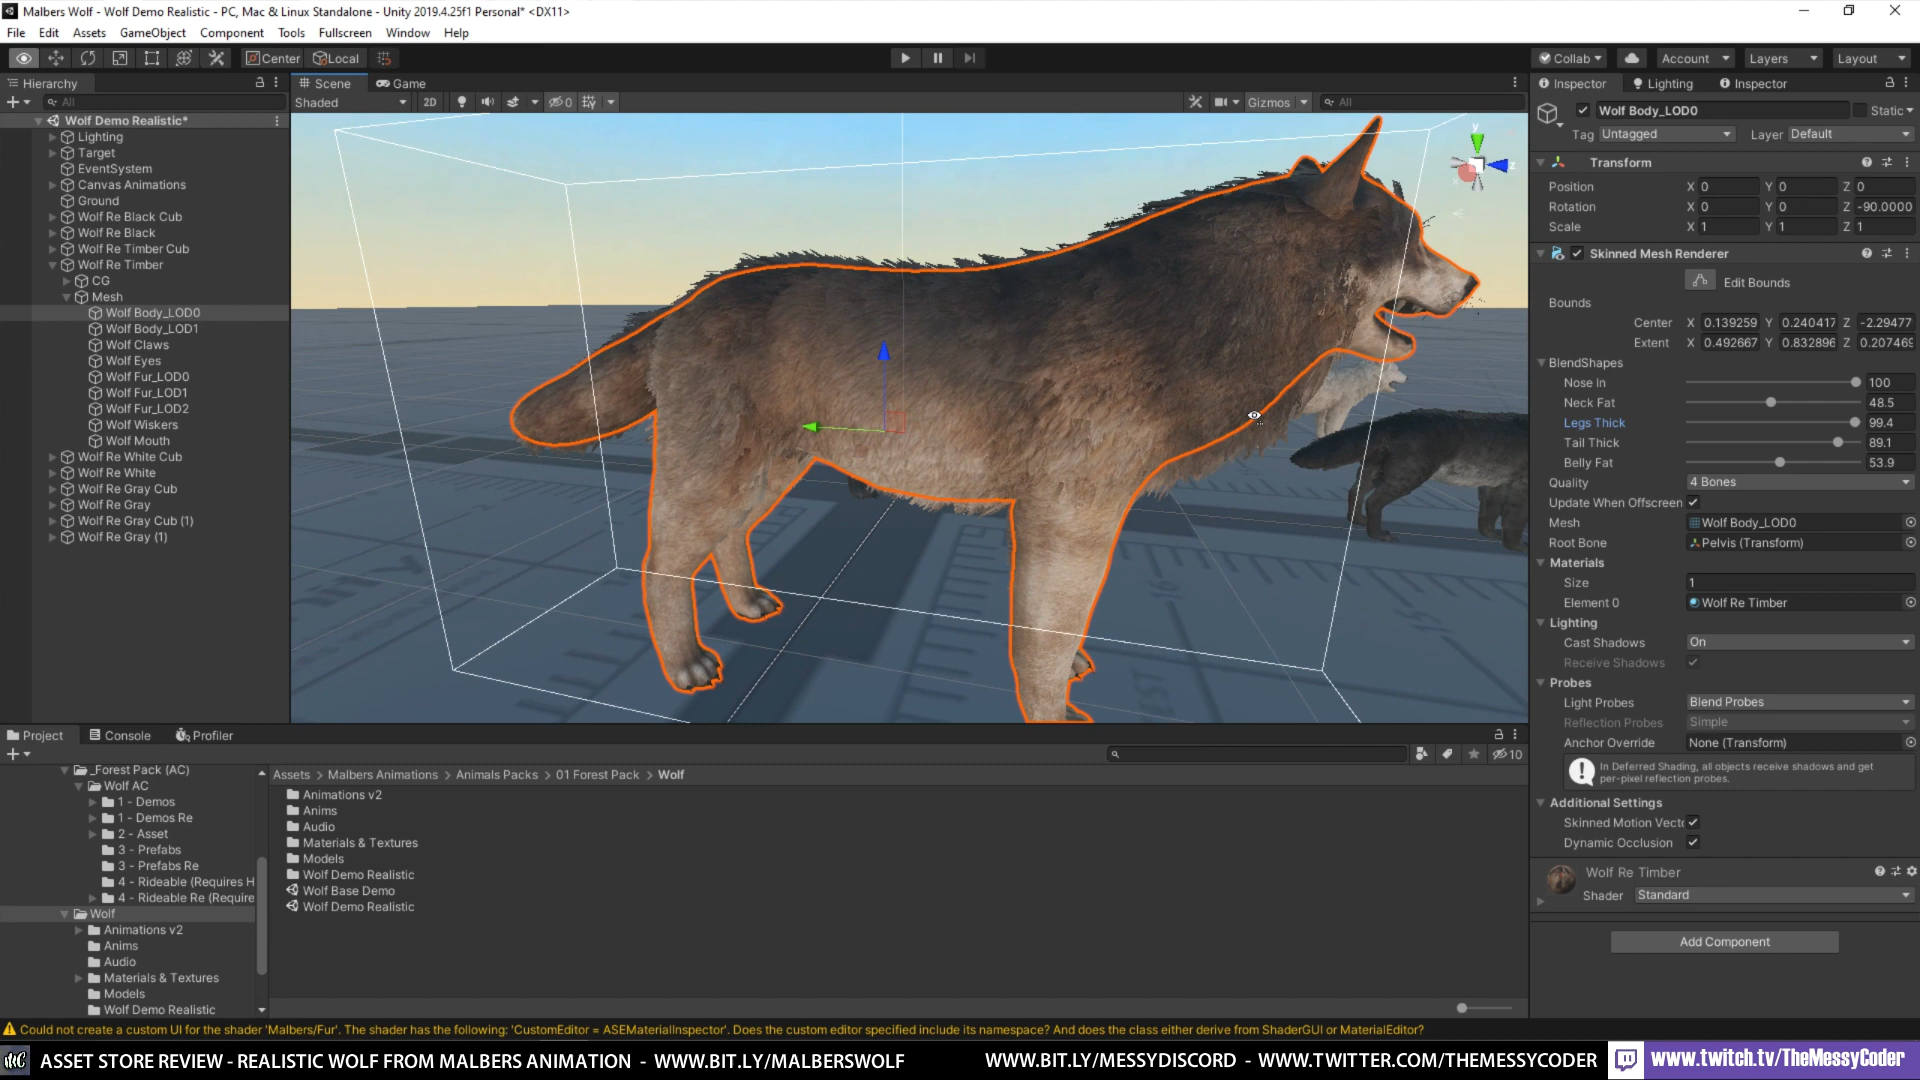 Malbers Wolf - Wolf Demo Realistic - PC, Mac & Linux Standalone - Unity 2019.4.25f1 Personal* <DX11>
File Edit Assets GameObject Component Tools Fullscreen Window Help
Center Local Collab Account Layers Layout
Hierarchy
All
Wolf Demo Realistic*
Lighting
Target
EventSystem
Canvas Animations
Ground
Wolf Re Black Cub
Wolf Re Black
Wolf Re Timber Cub
Wolf Re Timber
CG
Mesh
Wolf Body_LOD0
Wolf Body_LOD1
Wolf Claws
Wolf Eyes
Wolf Fur_LOD0
Wolf Fur_LOD1
Wolf Fur_LOD2
Wolf Wiskers
Wolf Mouth
Wolf Re White Cub
Wolf Re White
Wolf Re Gray Cub
Wolf Re Gray
Wolf Re Gray Cub (1)
Wolf Re Gray (1)
Scene Game
Shaded 2D 0 Gizmos All
y
z
Inspector Lighting Inspector
Wolf Body_LOD0 Static
Tag Untagged Layer Default
Transform
Position X 0 Y 0 Z 0
Rotation X 0 Y 0 Z -90.0000
Scale X 1 Y 1 Z 1
Skinned Mesh Renderer
Edit Bounds
Bounds
Center X 0.139259 Y 0.240417 Z -2.29477
Extent X 0.492667 Y 0.832896 Z 0.207469
BlendShapes
Nose In 100
Neck Fat 48.5
Legs Thick 99.4
Tail Thick 89.1
Belly Fat 53.9
Quality 4 Bones
Update When Offscreen
Mesh Wolf Body_LOD0
Root Bone Pelvis (Transform)
Materials
Size 1
Element 0 Wolf Re Timber
Lighting
Cast Shadows On
Receive Shadows
Probes
Light Probes Blend Probes
Reflection Probes Simple
Anchor Override None (Transform)
In Deferred Shading, all objects receive shadows and get
per-pixel reflection probes.
Additional Settings
Skinned Motion Vect
Dynamic Occlusion
Wolf Re Timber
Shader Standard
Add Component
Project Console Profiler
10
_Forest Pack (AC)
Wolf AC
1 - Demos
1 - Demos Re
2 - Asset
3 - Prefabs
3 - Prefabs Re
4 - Rideable (Requires H
4 - Rideable Re (Require
Wolf
Animations v2
Anims
Audio
Materials & Textures
Models
Wolf Demo Realistic
Assets > Malbers Animations > Animals Packs > 01 Forest Pack > Wolf
Animations v2
Anims
Audio
Materials & Textures
Models
Wolf Demo Realistic
Wolf Base Demo
Wolf Demo Realistic
Could not create a custom UI for the shader 'Malbers/Fur'. The shader has the following: 'CustomEditor = ASEMaterialInspector'. Does the custom editor specified include its namespace? And does the class either derive from ShaderGUI or MaterialEditor?
MC ASSET STORE REVIEW - REALISTIC WOLF FROM MALBERS ANIMATION - WWW.BIT.LY/MALBERSWOLF WWW.BIT.LY/MESSYDISCORD - WWW.TWITTER.COM/THEMESSYCODER www.twitch.tv/TheMessyCoder